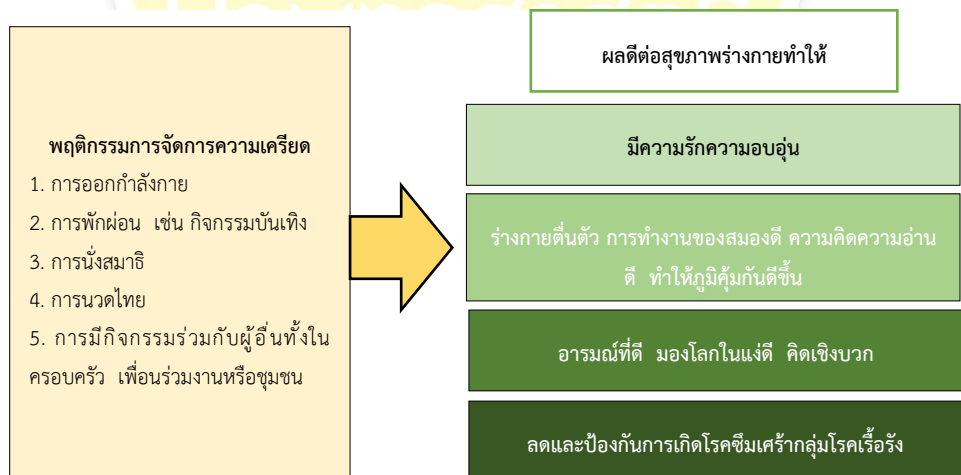 พฤติกรรมการจัดการความเครียด
1. การออกกำลังกาย
2. การพักผ่อน เช่น กิจกรรมบันเทิง
3. การนั่งสมาธิ
4. การนวดไทย
5. การมีกิจกรรมร่วมกับผู้อื่นทั้งใน
ครอบครัว เพื่อนร่วมงานหรือชุมชน
ผลดีต่อสุขภาพร่างกายทำให้
มีความรักความอบอุ่น
ร่างกายตื่นตัว การทำงานของสมองดี ความคิดความอ่าน
ดี ทำให้ภูมิคุ้มกันดีขึ้น
อารมณ์ที่ดี มองโลกในแง่ดี คิดเชิงบวก
ลดและป้องกันการเกิดโรคซึมเศร้ากลุ่มโรคเรื้อรัง